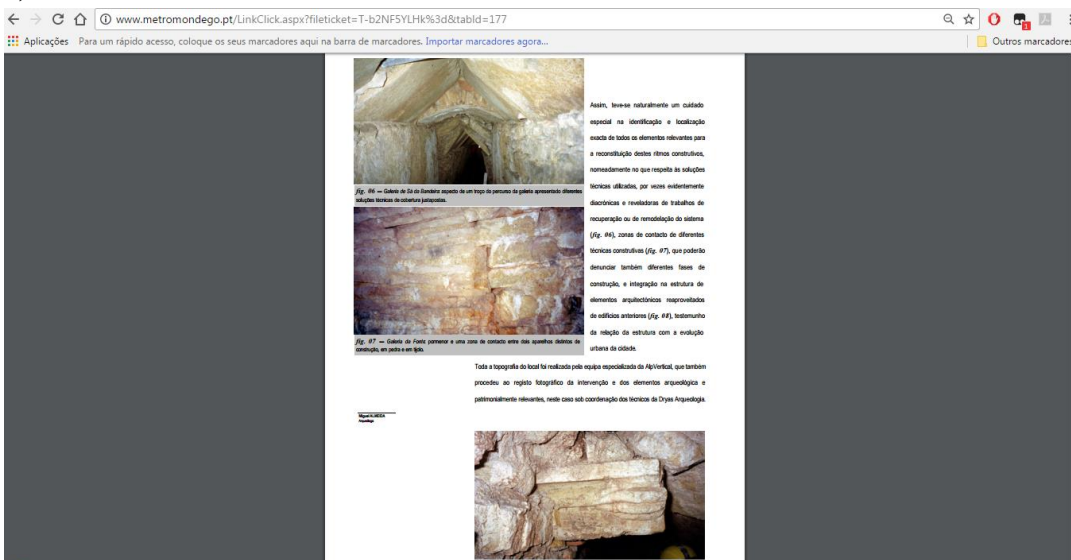 www.metromondego.pt/LinkClick.aspx?fileticket=T-b2NF5YLHk%3d&tabId=177
Aplicações Para um rápido acesso, coloque os seus marcadores aqui na barra de marcadores. Importar marcadores agora... Outros marcadores
Assim, teve-se naturalmente um cuidado
especial na identificação e localização
exacta de todos os elementos relevantes para
a reconstituição destes ritmos construtivos,
nomeadamente no que respeita às soluções
técnicas utilizadas, por vezes evidentemente
diacrónicas e reveladoras de trabalhos de
recuperação ou de remodelação do sistema
(fig. 06), zonas de contacto de diferentes
técnicas construtivas (fig. 07), que poderão
denunciar também diferentes fases de
construção, e integração na estrutura de
elementos arquitectónicos reaproveitados
de edifícios anteriores (fig. 08), testemunho
da relação da estrutura com a evolução
urbana da cidade.
fig. 06 — Galeria de Sá da Bandeira aspecto de um troço do percurso da galeria apresentado diferentes
soluções técnicas de cobertura justapostas.
fig. 07 — Galeria da Fonte pormenor e uma zona de contacto entre dois aparelhos distintos de
construção, em pedra e em tijolo.
Toda a topografia do local foi realizada pela equipa especializada da AlpVertical, que também
procedeu ao registo fotográfico da intervenção e dos elementos arqueológica e
patrimonialmente relevantes, neste caso sob coordenação dos técnicos da Dryas Arqueologia.
Miguel ALMEIDA
Arqueólogo